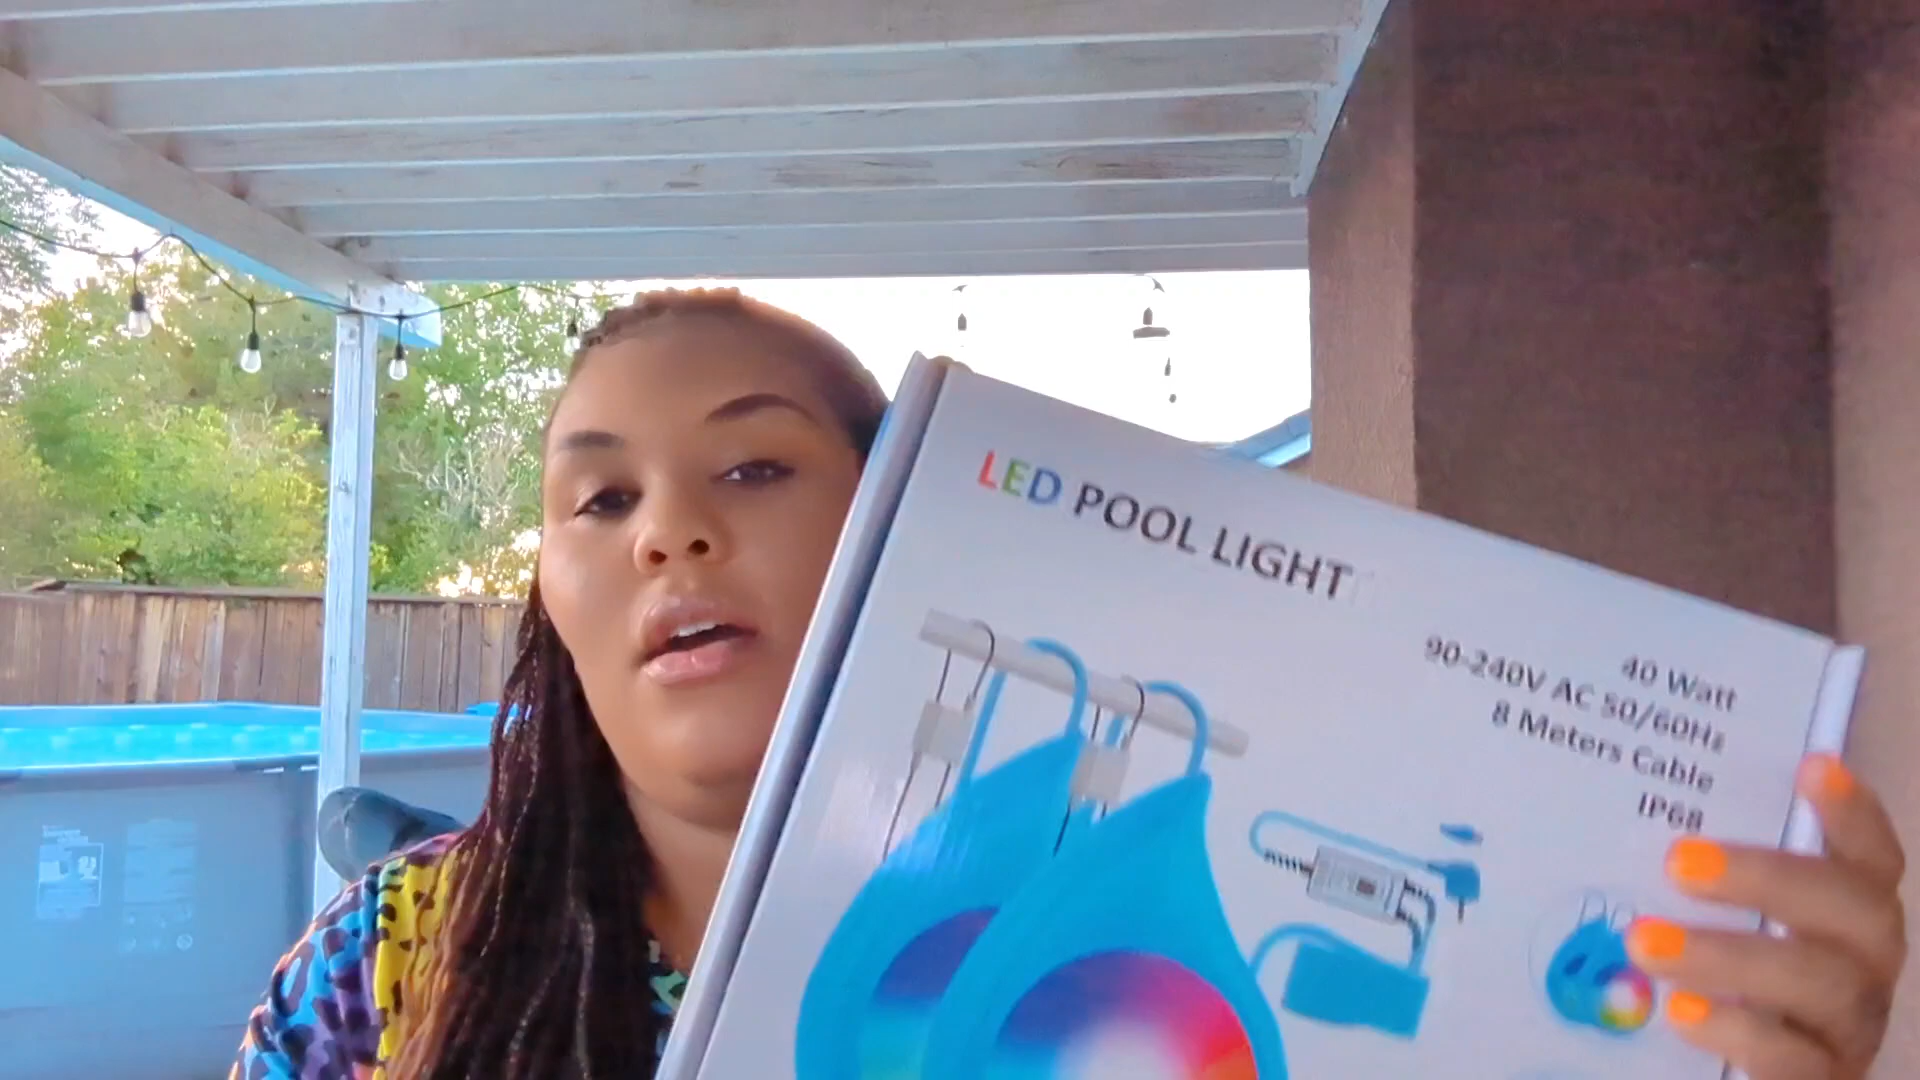 LED POOL LIGHT
40 Watt
90-240V AC 50/60Hz
8 Meters Cable
IP68